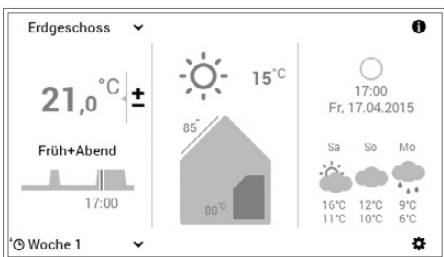 Erdgeschoss
21,0 °C ±
Früh+Abend
17:00
Woche 1
15°C
85°
80°C
17:00
Fr, 17.04.2015
Sa So Mo
16°C 12°C 9°C
11°C 10°C 6°C